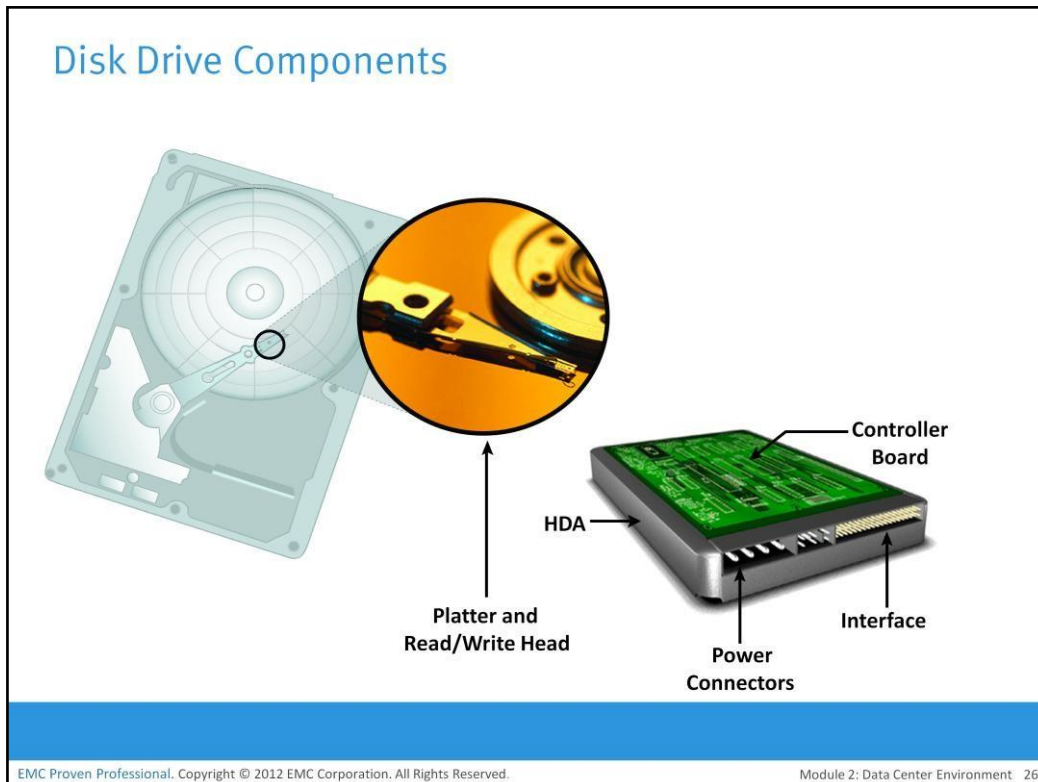 Disk Drive Components
Controller
Board
HDA
Platter and
Read/Write Head
Interface
Power
Connectors
EMC Proven Professional. Copyright © 2012 EMC Corporation. All Rights Reserved.
Module 2: Data Center Environment 26